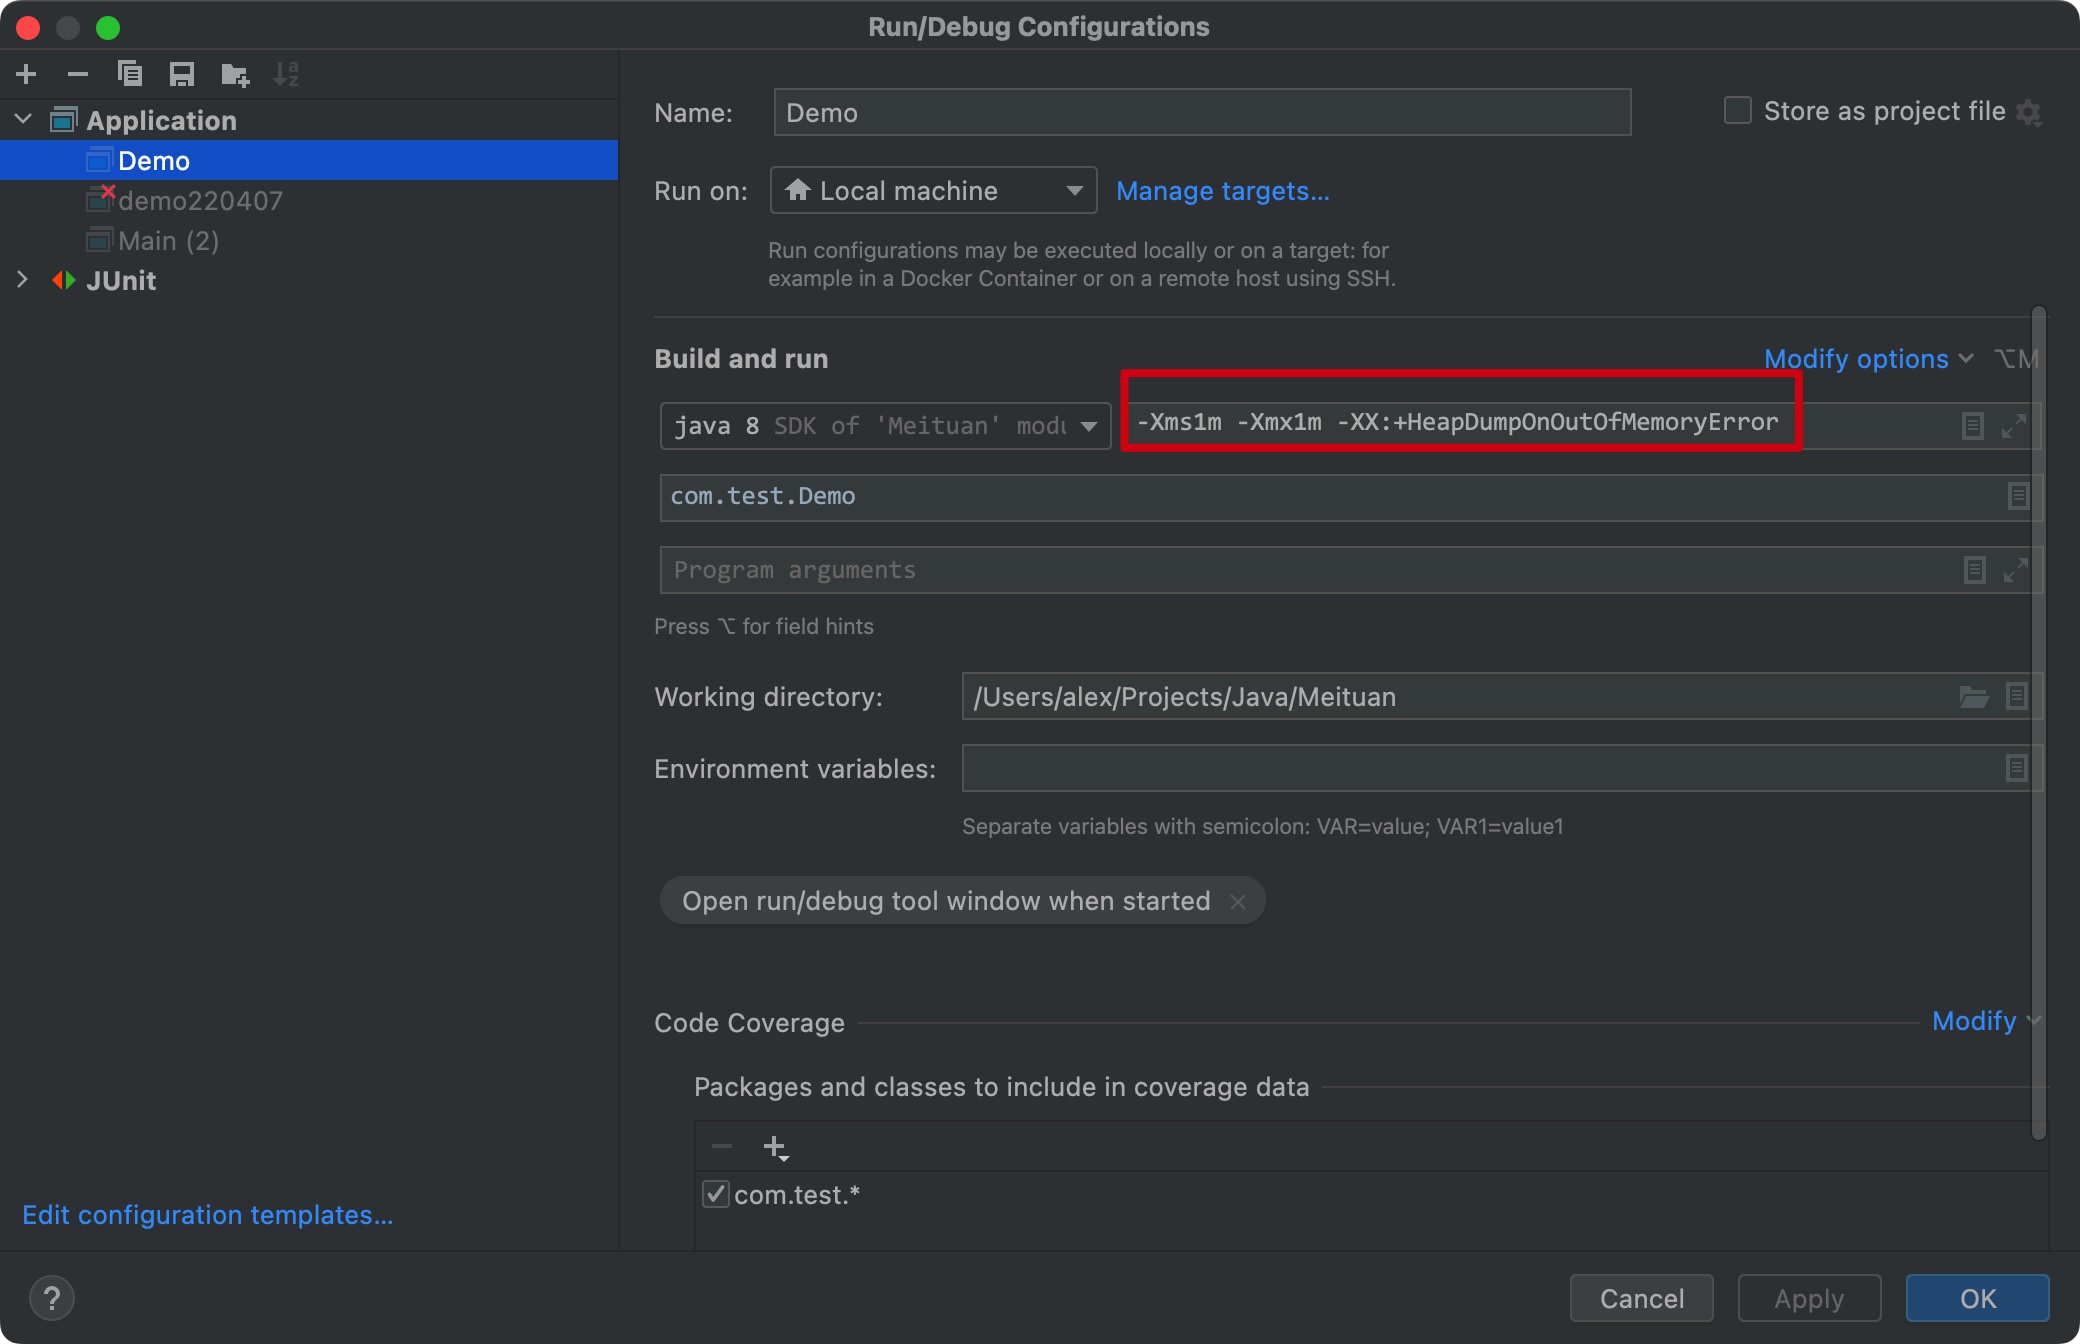 Run/Debug Configurations
Application
Demo
demo220407
Main (2)
JUnit
Edit configuration templates...
Name:
Demo
Store as project file
Run on:
Local machine
Manage targets...
Run configurations may be executed locally or on a target: for
example in a Docker Container or on a remote host using SSH.
Build and run
Modify options
⌥M
java 8 SDK of 'Meituan' modu
-Xms1m -Xmx1m -XX:+HeapDumpOnOutOfMemoryError
com.test.Demo
Program arguments
Press ⌥ for field hints
Working directory:
/Users/alex/Projects/Java/Meituan
Environment variables:
Separate variables with semicolon: VAR=value; VAR1=value1
Open run/debug tool window when started
Code Coverage
Modify
Packages and classes to include in coverage data
com.test.*
?
Cancel
Apply
OK